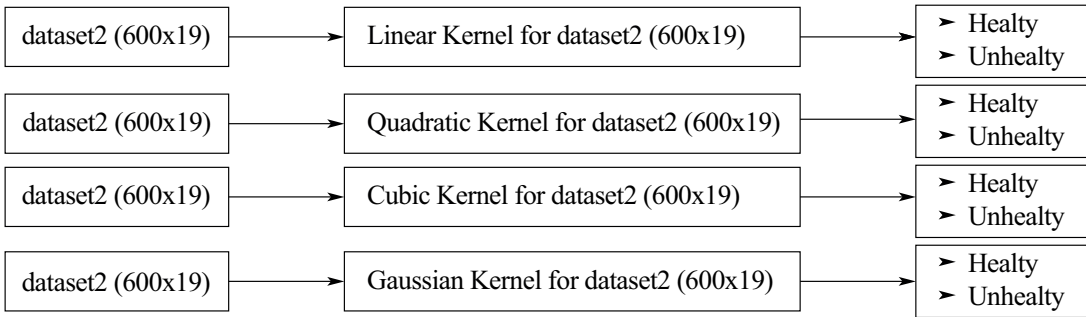 dataset2 (600x19)
Linear Kernel for dataset2 (600x19)
➤ Healty
➤ Unhealty
dataset2 (600x19)
Quadratic Kernel for dataset2 (600x19)
➤ Healty
➤ Unhealty
dataset2 (600x19)
Cubic Kernel for dataset2 (600x19)
➤ Healty
➤ Unhealty
dataset2 (600x19)
Gaussian Kernel for dataset2 (600x19)
➤ Healty
➤ Unhealty